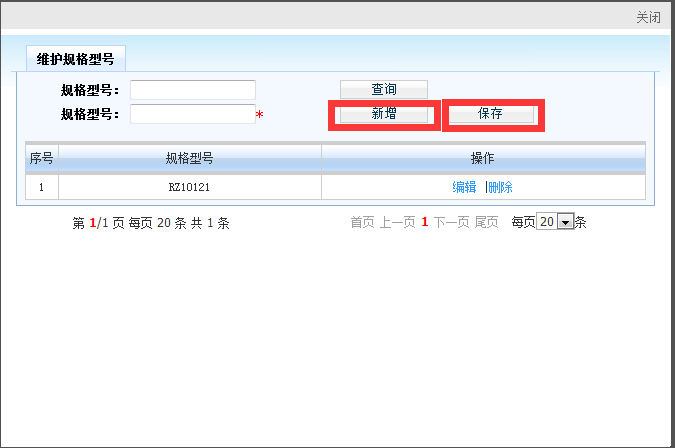 关闭
维护规格型号
规格型号： 查询
规格型号： * 新增 保存
序号 规格型号 操作
1 RZ10121 编辑 |删除
第 1/1 页 每页 20 条 共 1 条 首页 上一页 1 下一页 尾页 每页 20 条